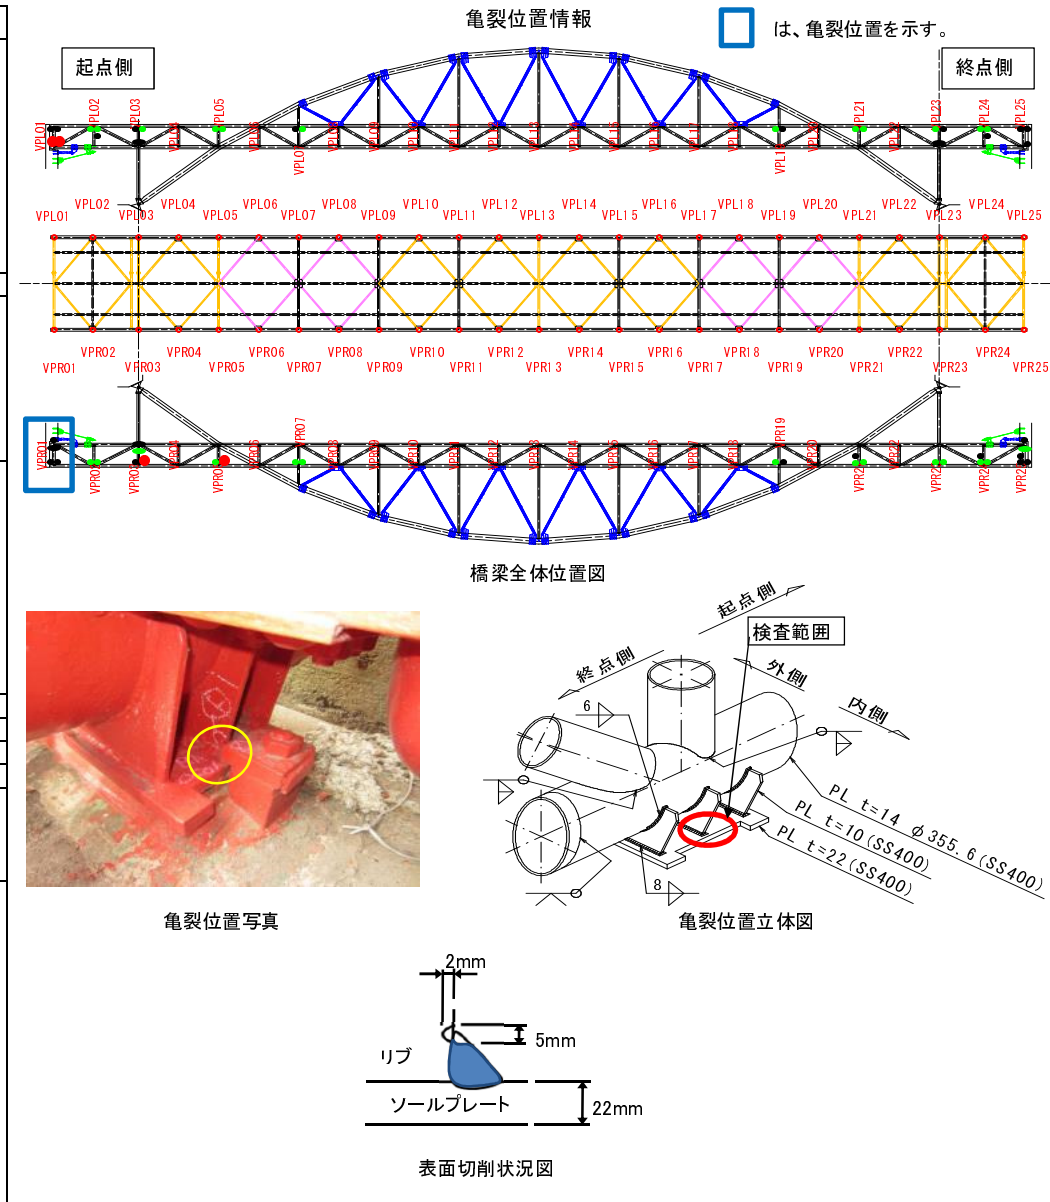 亀裂位置情報
は、亀裂位置を示す。
起点側
終点側
VPL01
VPL02
VPL03
VPL04
VPL05
VPL06
VPL07
VPL08
VPL09
VPL10
VPL11
VPL12
VPL13
VPL14
VPL15
VPL16
VPL17
VPL18
VPL19
VPL20
VPL21
VPL22
VPL23
VPL24
VPL25
VPR01
VPR02
VPR03
VPR04
VPR05
VPR06
VPR07
VPR08
VPR09
VPR10
VPR11
VPR12
VPR13
VPR14
VPR15
VPR16
VPR17
VPR18
VPR19
VPR20
VPR21
VPR22
VPR23
VPR24
VPR25
VPR01
VPR07
VPR19
橋梁全体位置図
起点側
検査範囲
終点側
外側
内側
6
8
PL t=14 φ355.6(SS400)
PL t=10(SS400)
PL t=22(SS400)
亀裂位置写真
亀裂位置立体図
2mm
5mm
リブ
ソールプレート
22mm
表面切削状況図